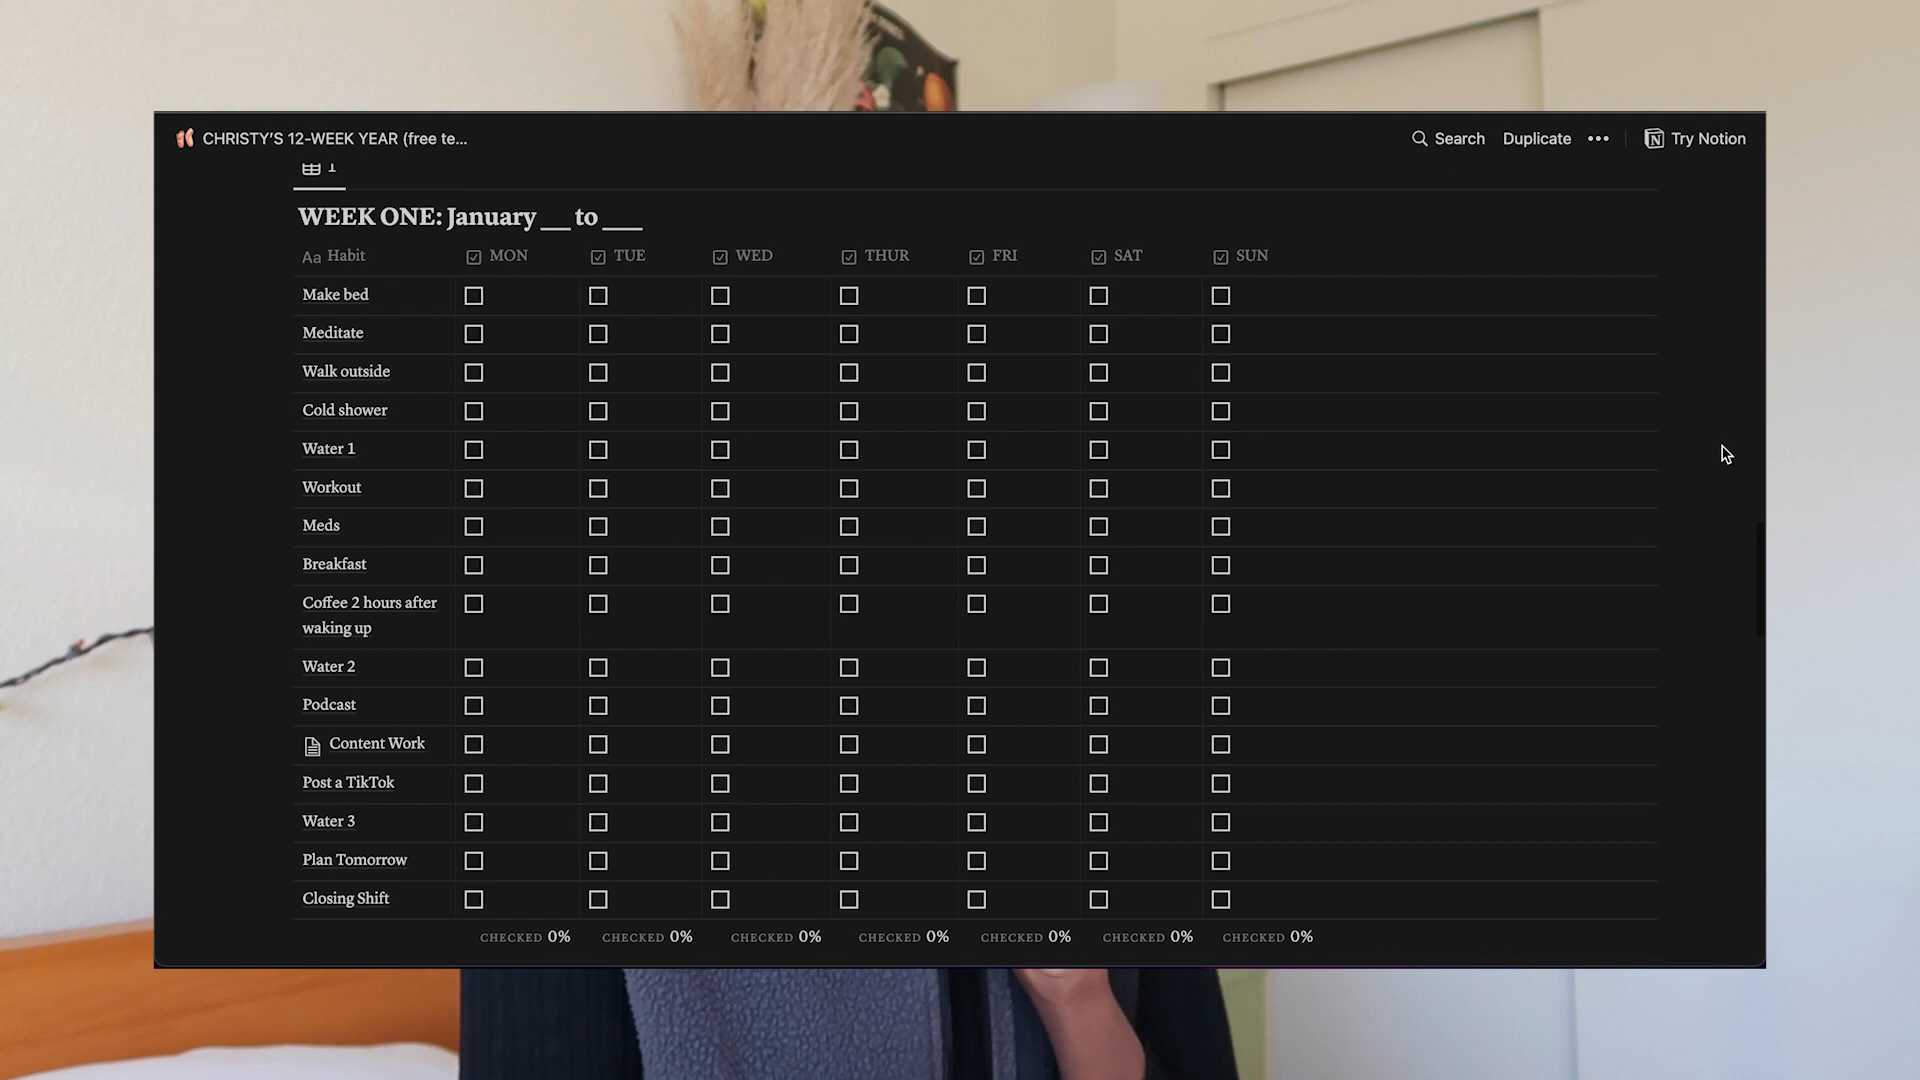 CHRISTY'S 12-WEEK YEAR (free te...
Search Duplicate ••• Try Notion
1
WEEK ONE: January __ to ___
Aa Habit MON TUE WED THUR FRI SAT SUN
Make bed
Meditate
Walk outside
Cold shower
Water 1
Workout
Meds
Breakfast
Coffee 2 hours after
waking up
Water 2
Podcast
Content Work
Post a TikTok
Water 3
Plan Tomorrow
Closing Shift
CHECKED 0% CHECKED 0% CHECKED 0% CHECKED 0% CHECKED 0% CHECKED 0% CHECKED 0%